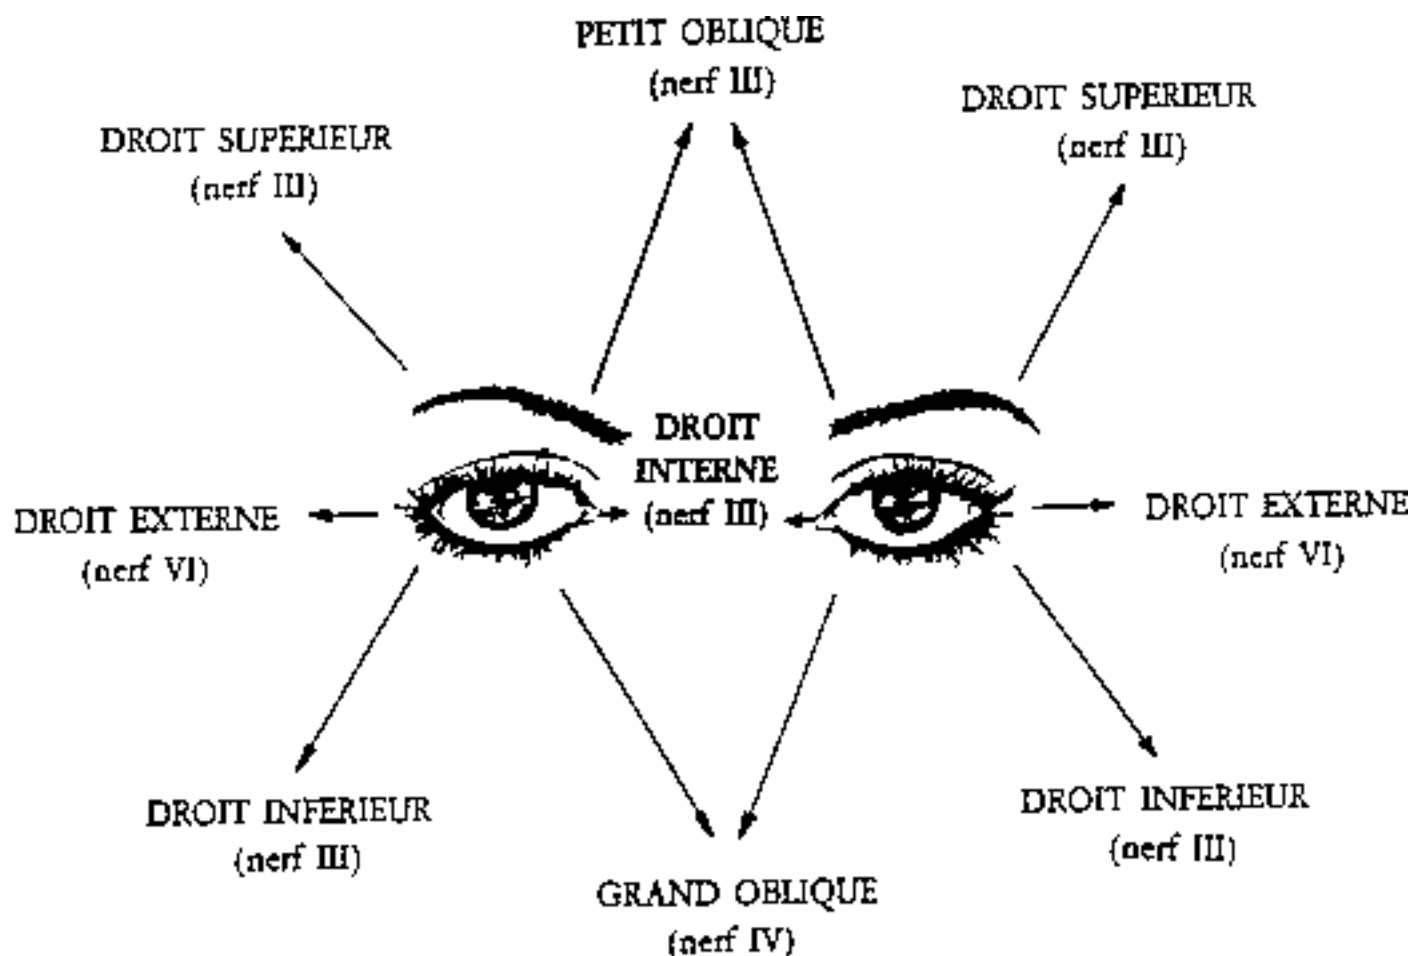 PETIT OBLIQUE
(nerf III)
DROIT SUPERIEUR
(nerf III)
DROIT SUPERIEUR
(nerf III)
DROIT
INTERNE
(nerf III)
DROIT EXTERNE
(nerf VI)
DROIT EXTERNE
(nerf VI)
DROIT INFERIEUR
(nerf III)
DROIT INFERIEUR
(nerf III)
GRAND OBLIQUE
(nerf IV)